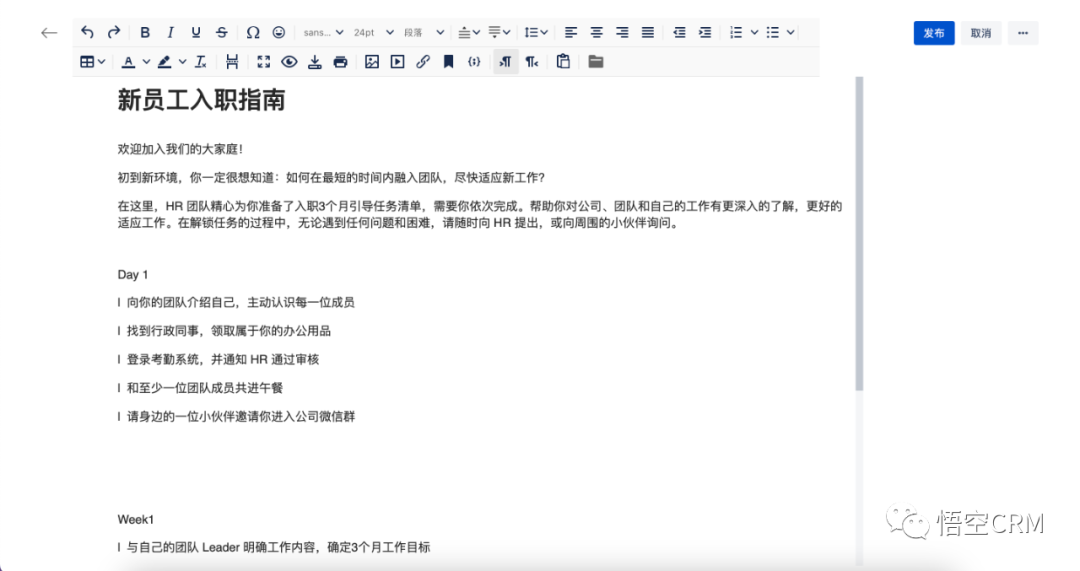 sans... 24pt 段落
发布 取消
新员工入职指南
欢迎加入我们的大家庭！
初到新环境，你一定很想知道：如何在最短的时间内融入团队，尽快适应新工作？
在这里，HR 团队精心为你准备了入职3个月引导任务清单，需要你依次完成。帮助你对公司、团队和自己的工作有更深入的了解，更好的
适应工作。在解锁任务的过程中，无论遇到任何问题和困难，请随时向 HR 提出，或向周围的小伙伴询问。
Day 1
l 向你的团队介绍自己，主动认识每一位成员
l 找到行政同事，领取属于你的办公用品
l 登录考勤系统，并通知 HR 通过审核
l 和至少一位团队成员共进午餐
l 请身边的一位小伙伴邀请你进入公司微信群
Week1
l 与自己的团队 Leader 明确工作内容，确定3个月工作目标
悟空CRM